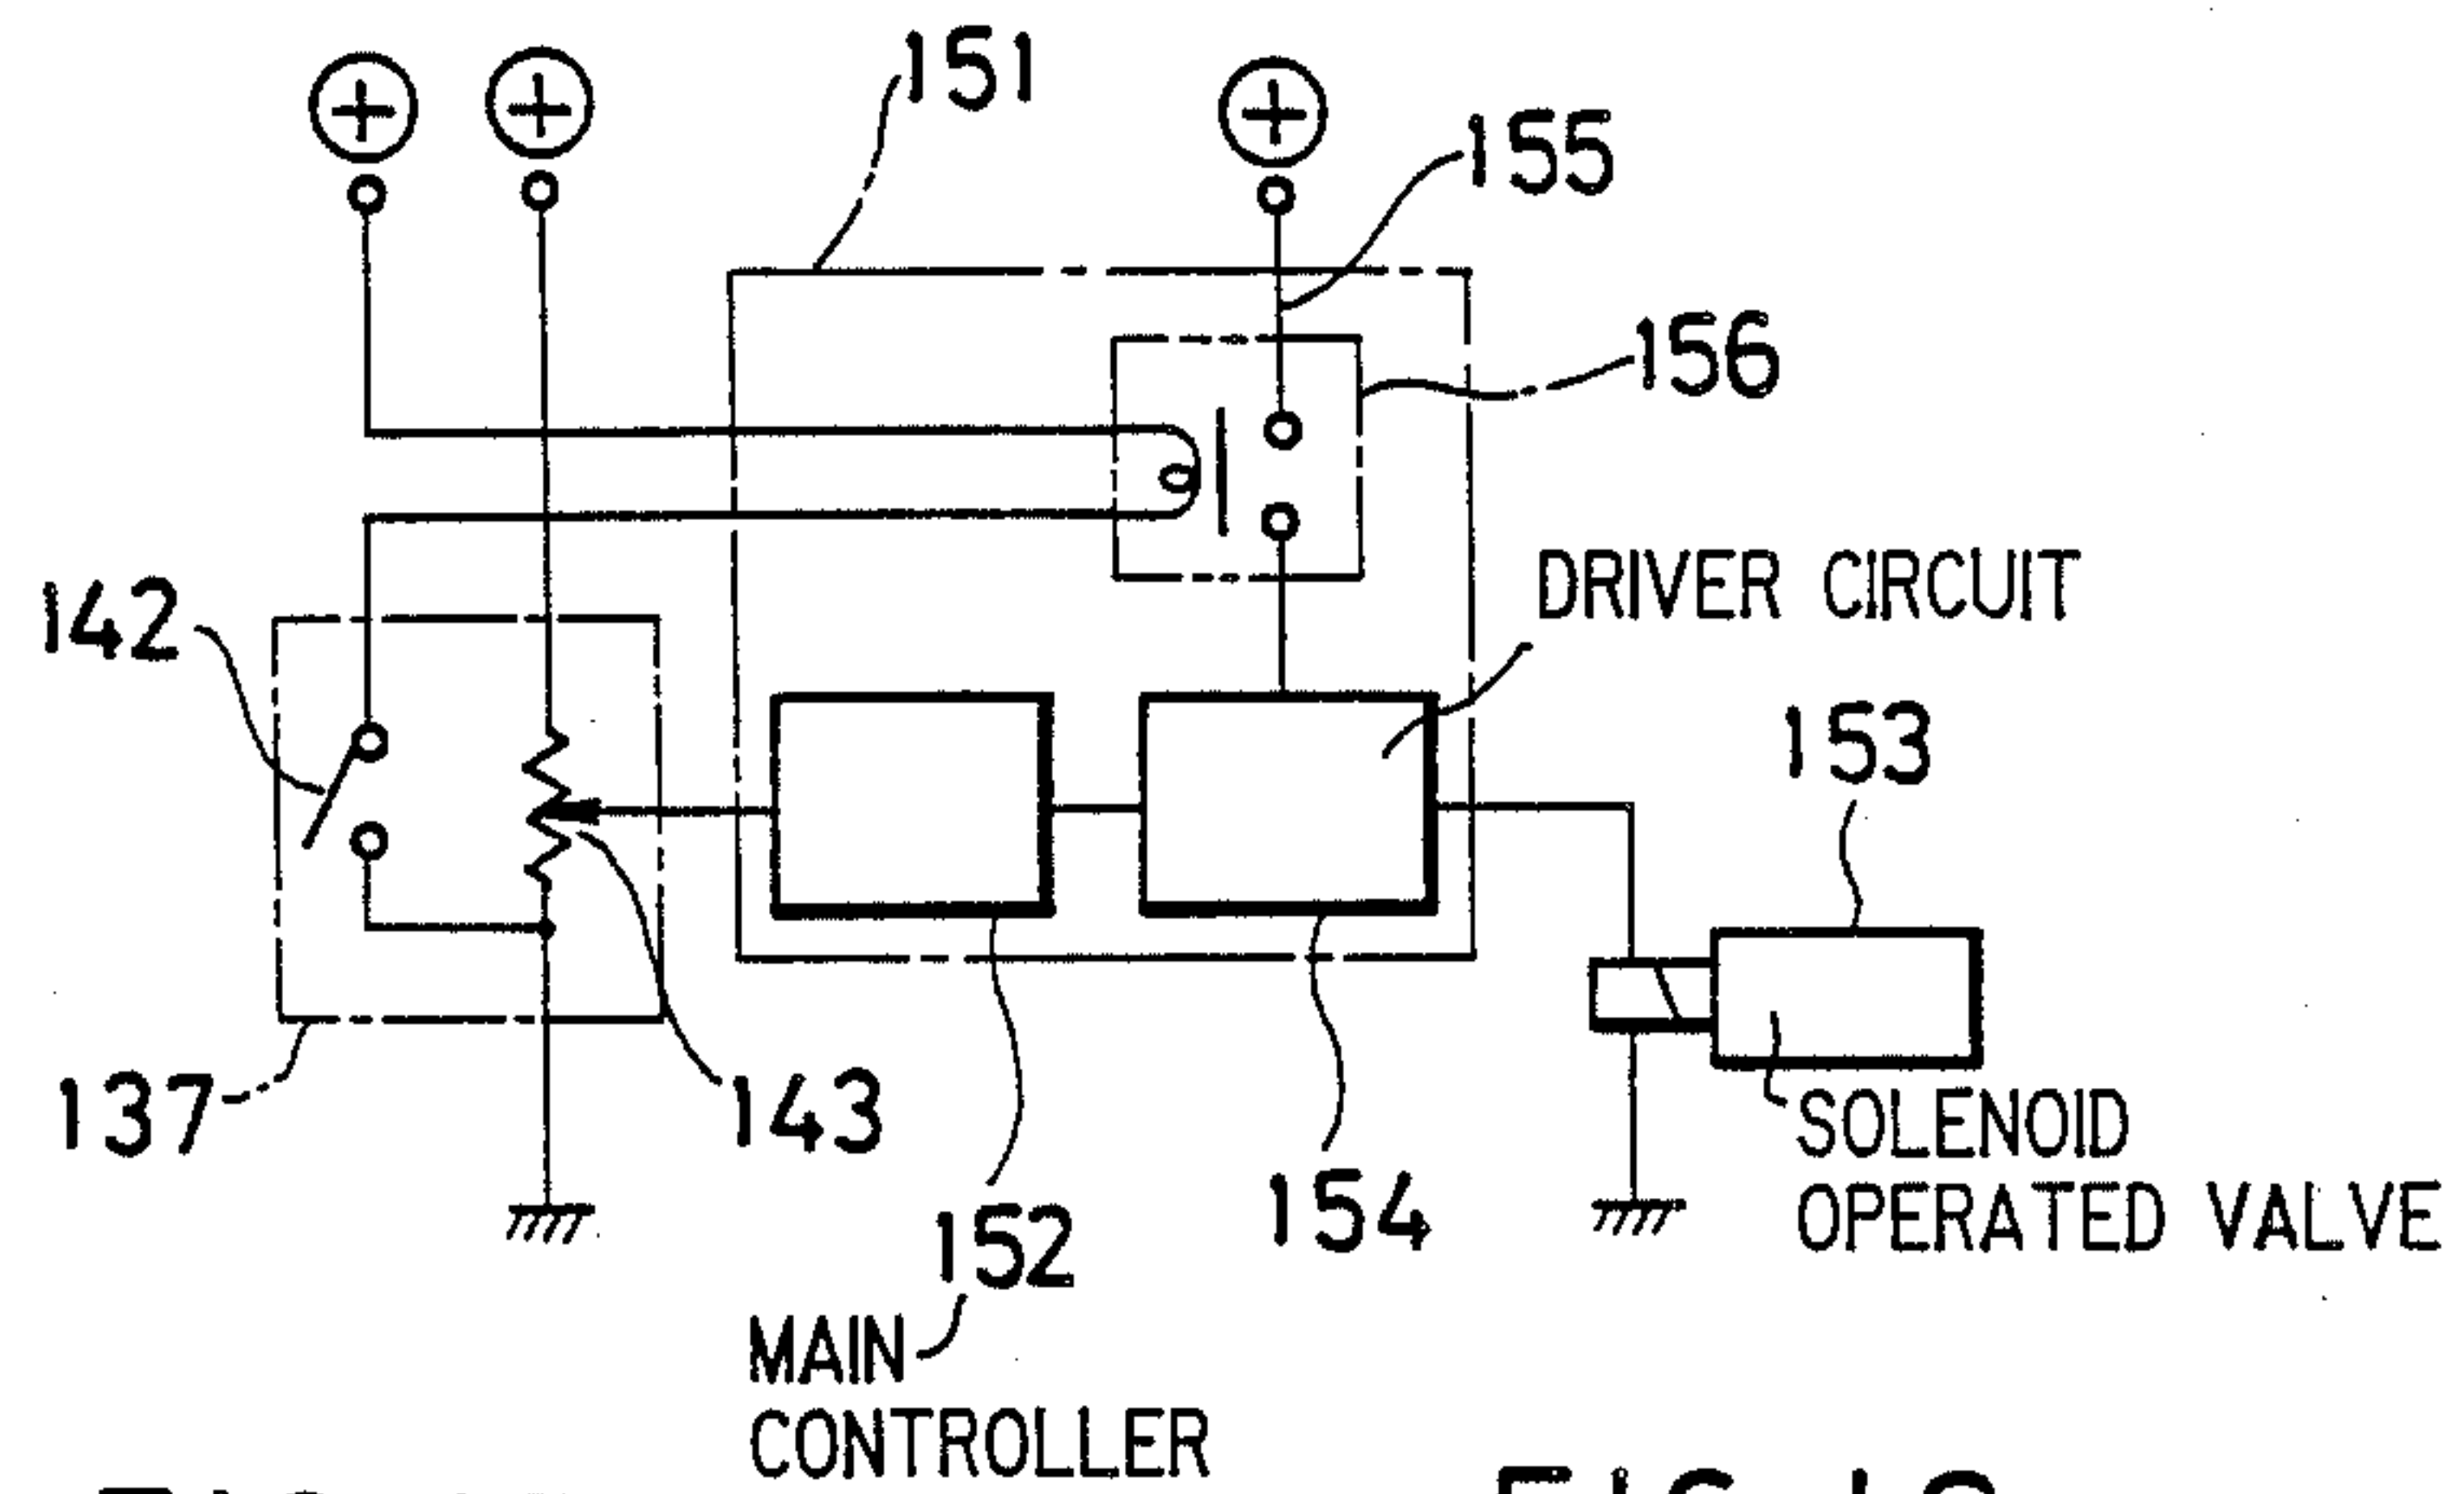 151
155
156
DRIVER CIRCUIT
142
153
137
143
152
154
SOLENOID
OPERATED VALVE
MAIN
CONTROLLER